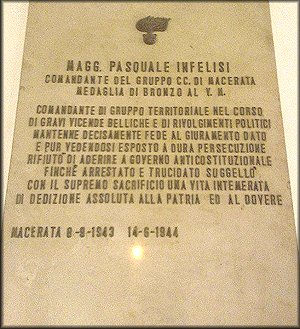 MAGG. PASQUALE INFELISI
COMANDANTE DEL GRUPPO CC. DI MACERATA
MEDAGLIA DI BRONZO AL V. M.
COMANDANTE DI GRUPPO TERRITORIALE NEL CORSO
DI GRAVI VICENDE BELLICHE E DI RIVOLGIMENTI POLITICI
MANTENNE DECISAMENTE FEDE AL GIURAMENTO DATO
E PUR VEDENDOSI ESPOSTO A DURA PERSECUZIONE
RIFIUTÒ DI ADERIRE A GOVERNO ANTICOSTITUZIONALE
FINCHÈ ARRESTATO E TRUCIDATO SUGGELLÒ
CON IL SUPREMO SACRIFICIO UNA VITA INTEMERATA
DI DEDIZIONE ASSOLUTA ALLA PATRIA ED AL DOVERE
MACERATA 8-9-1943 14-6-1944